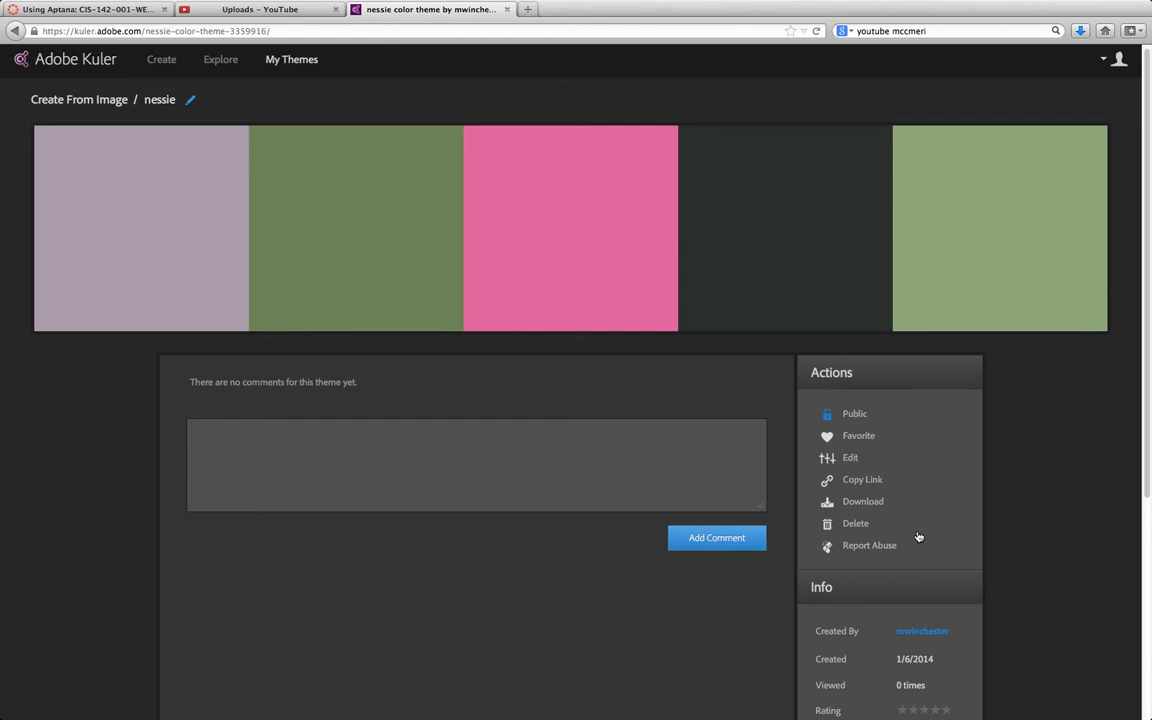 Using Aptana: CIS-142-001-WE...
Uploads - YouTube
nessie color theme by mwinche...
https://kuler.adobe.com/nessie-color-theme-3359916/
youtube mccmeri
Adobe Kuler
Create
Explore
My Themes
Create From Image / nessie
There are no comments for this theme yet.
Add Comment
Actions
Public
Favorite
Edit
Copy Link
Download
Delete
Report Abuse
Info
Created By mwinchester
Created 1/6/2014
Viewed 0 times
Rating